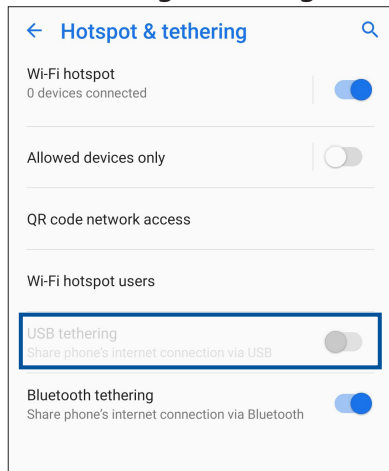 Hotspot & tethering
Wi-Fi hotspot
0 devices connected
Allowed devices only
QR code network access
Wi-Fi hotspot users
USB tethering
Share phone's internet connection via USB
Bluetooth tethering
Share phone's internet connection via Bluetooth